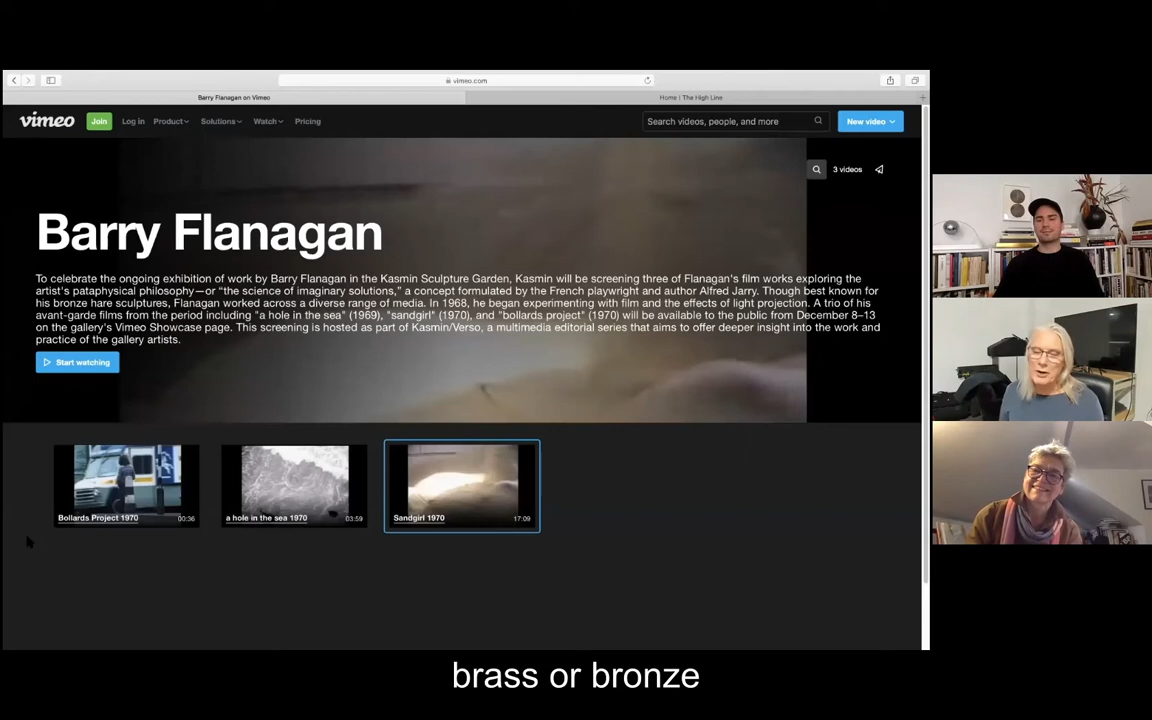 vimeo.com
Barry Flanagan on Vimeo
Home | The High Line
vimeo
Join
Log in
Product
Solutions
Watch
Pricing
Search videos, people, and more
New video
3 videos
Barry Flanagan
To celebrate the ongoing exhibition of work by Barry Flanagan in the Kasmin Sculpture Garden, Kasmin will be screening three of Flanagan's film works exploring the
artist's pataphysical philosophy—or “the science of imaginary solutions,” a concept formulated by the French playwright and author Alfred Jarry. Though best known for
his bronze hare sculptures, Flanagan worked across a diverse range of media. In 1968, he began experimenting with film and the effects of light projection. A trio of his
avant-garde films from the period including "a hole in the sea" (1969), "sandgirl" (1970), and "bollards project" (1970) will be available to the public from December 8–13
on the gallery's Vimeo Showcase page. This screening is hosted as part of Kasmin/Verso, a multimedia editorial series that aims to offer deeper insight into the work and
practice of the gallery artists.
Start watching
Bollards Project 1970
00:36
a hole in the sea 1970
03:59
Sandgirl 1970
17:09
brass or bronze